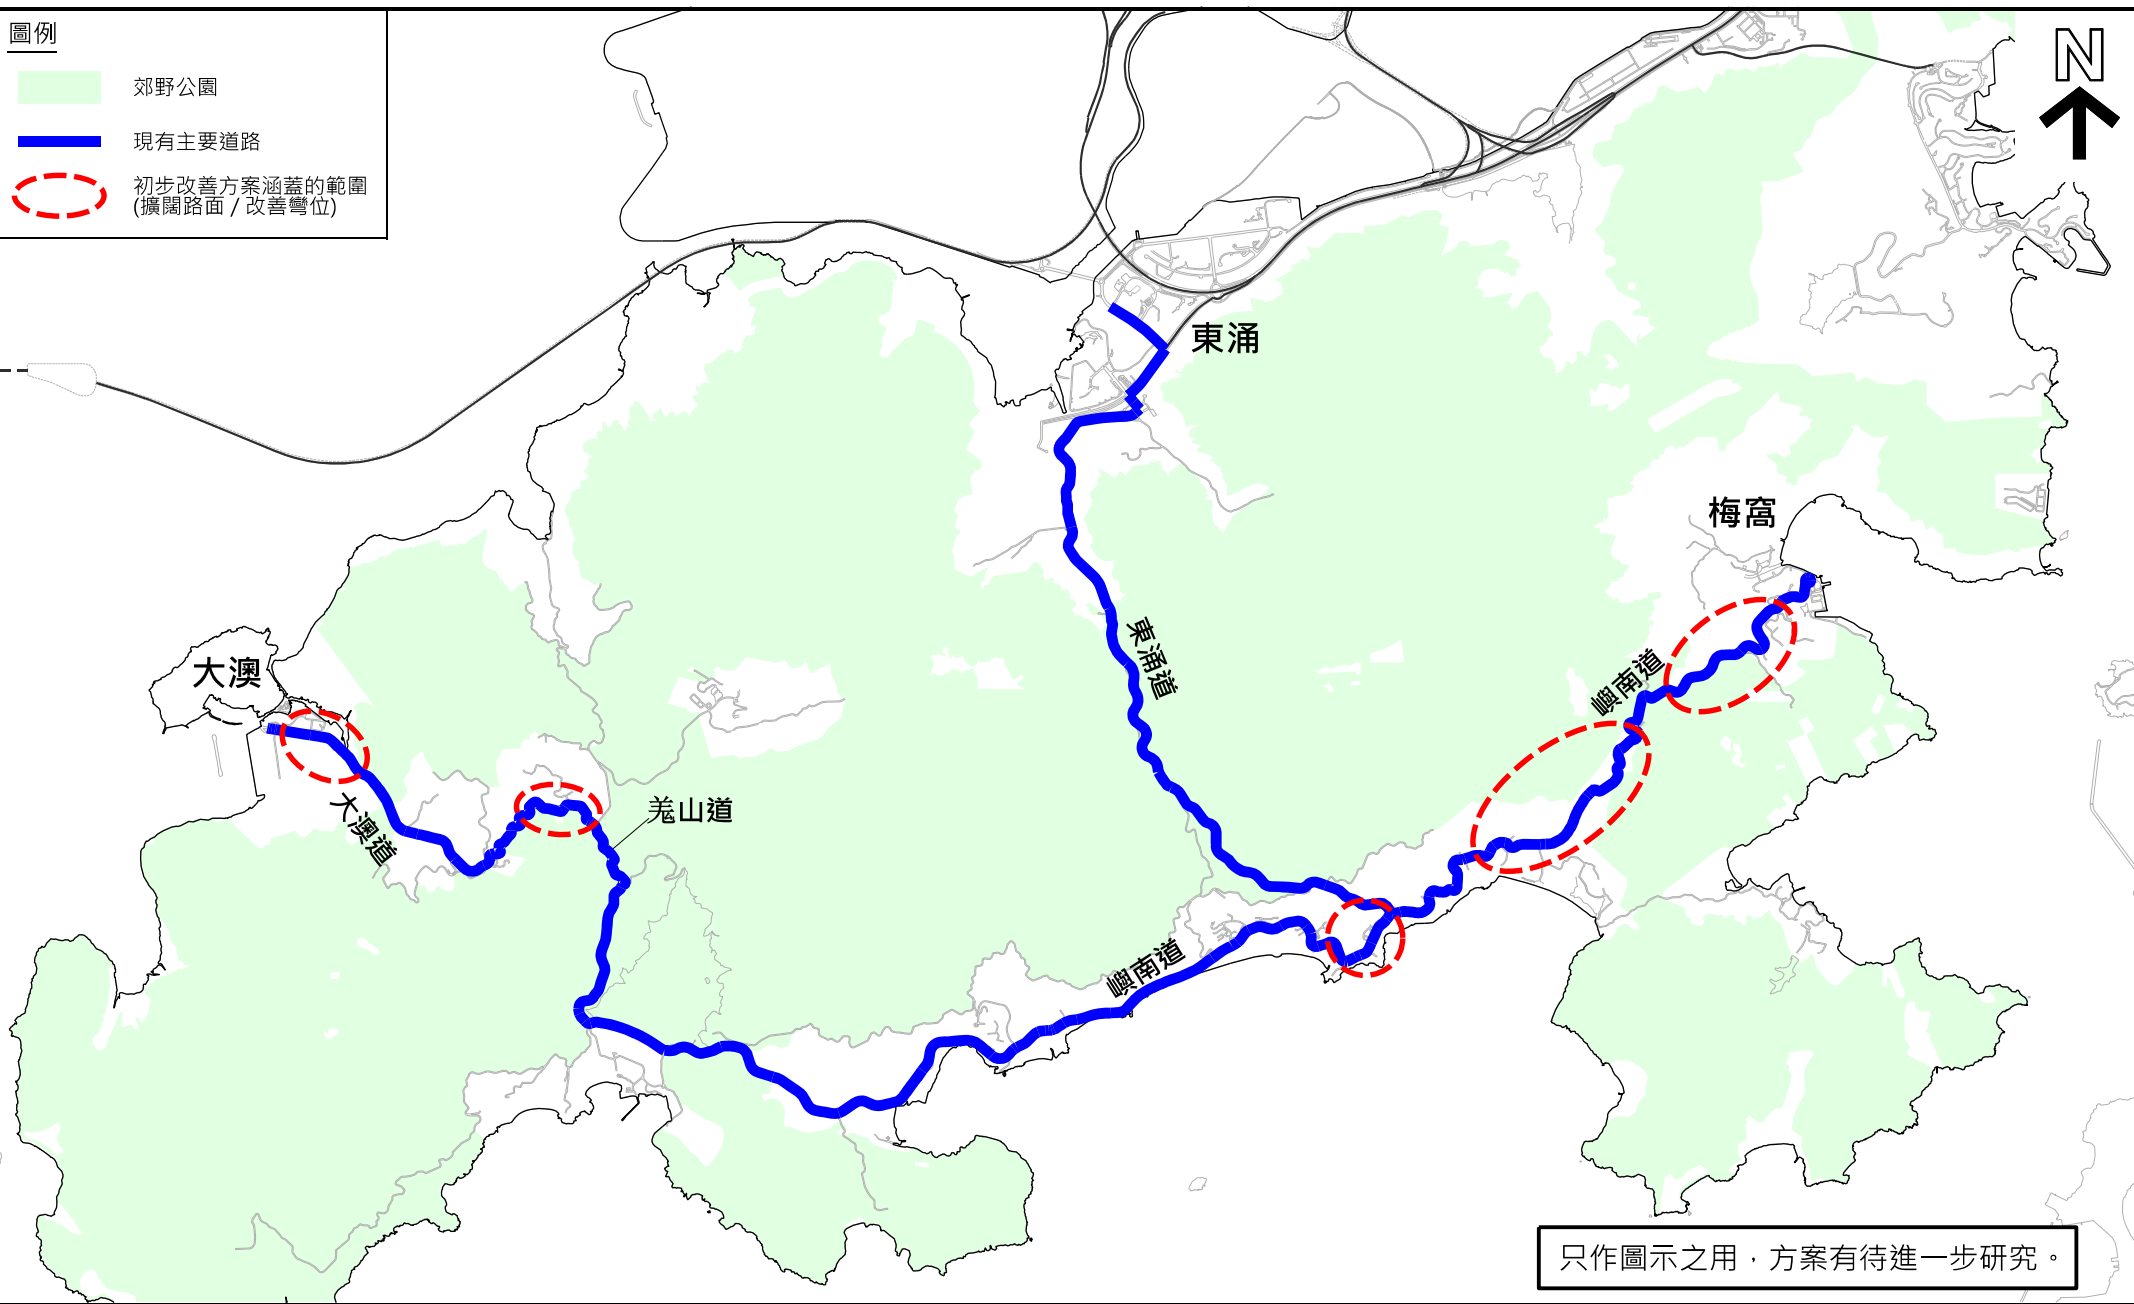 圖例
郊野公園
現有主要道路
初步改善方案涵蓋的範圍
(擴闊路面 / 改善彎位)
N
東涌
梅窩
東涌道
嶼南道
大澳
羗山道
大澳道
嶼南道
只作圖示之用，方案有待進一步研究。